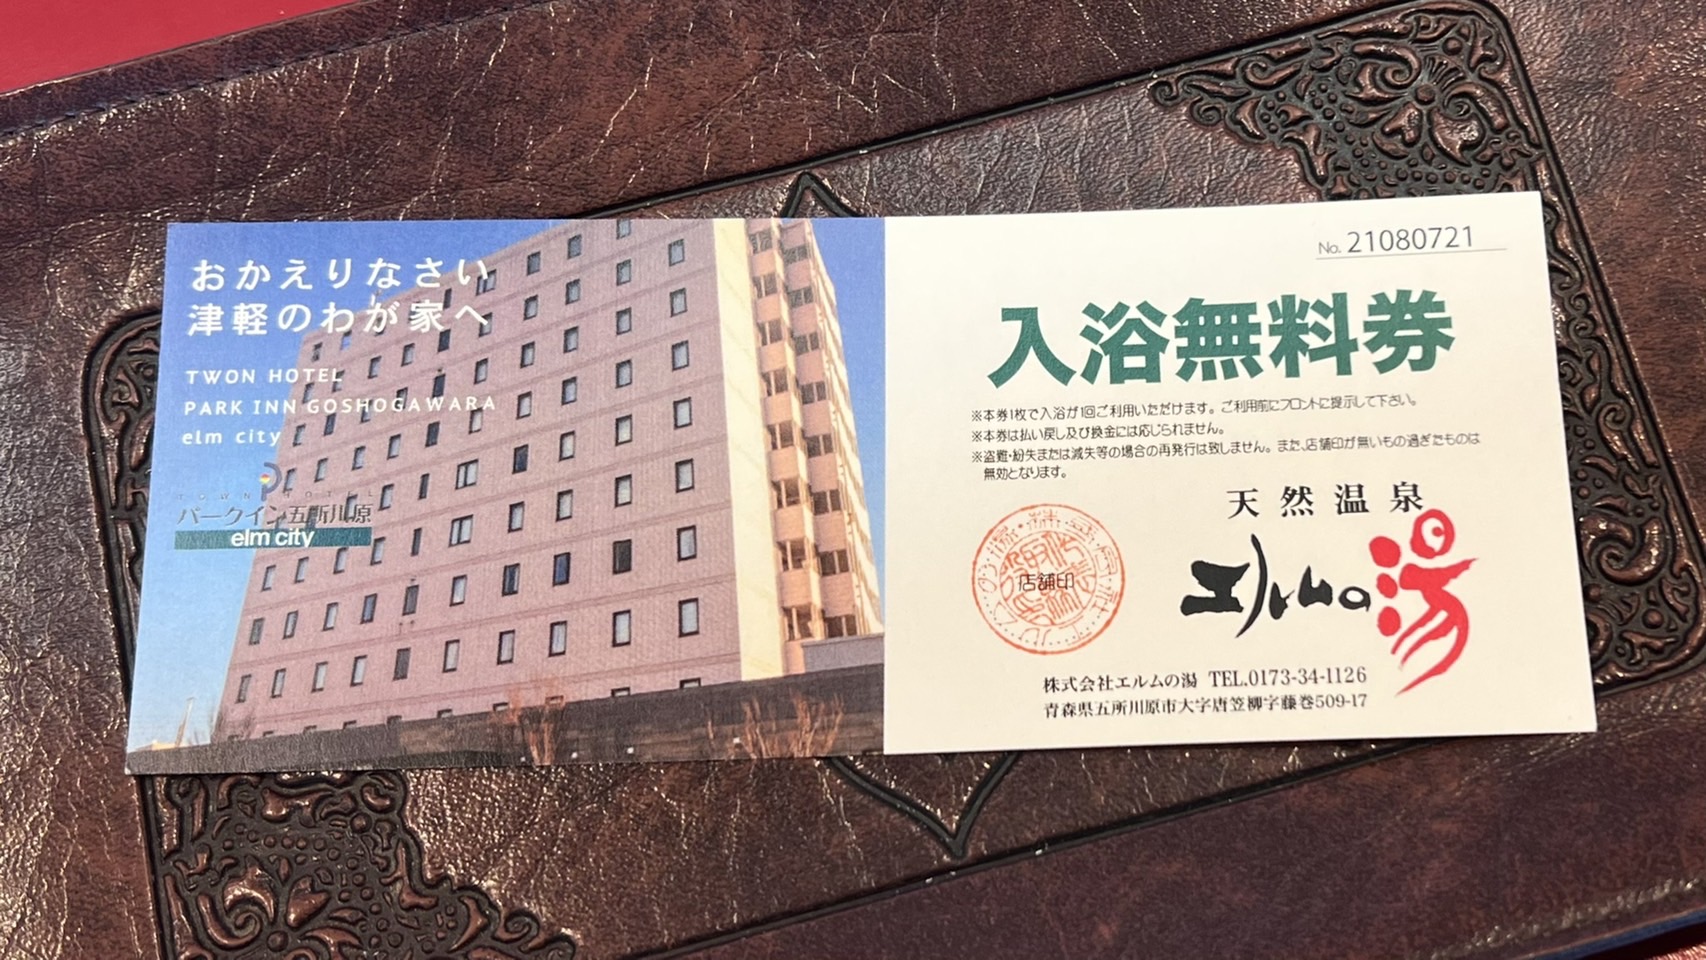 おかえりなさい
津軽のわが家へ
TWON HOTEL
PARK INN GOSHOGAWARA
elm city
TOWN HOTEL
パークイン五所川原
elm city
No. 21080721
入浴無料券
※本券1枚で入浴が1回ご利用いただけます。ご利用前にフロントに提示して下さい。
※本券は払い戻し及び換金には応じられません。
※盗難・紛失または滅失等の場合の再発行は致しません。また、店舗印が無いもの過ぎたものは
無効となります。
店舗印
天然温泉
エルムの湯
株式会社エルムの湯 TEL.0173-34-1126
青森県五所川原市大字唐笠柳字藤巻509-17